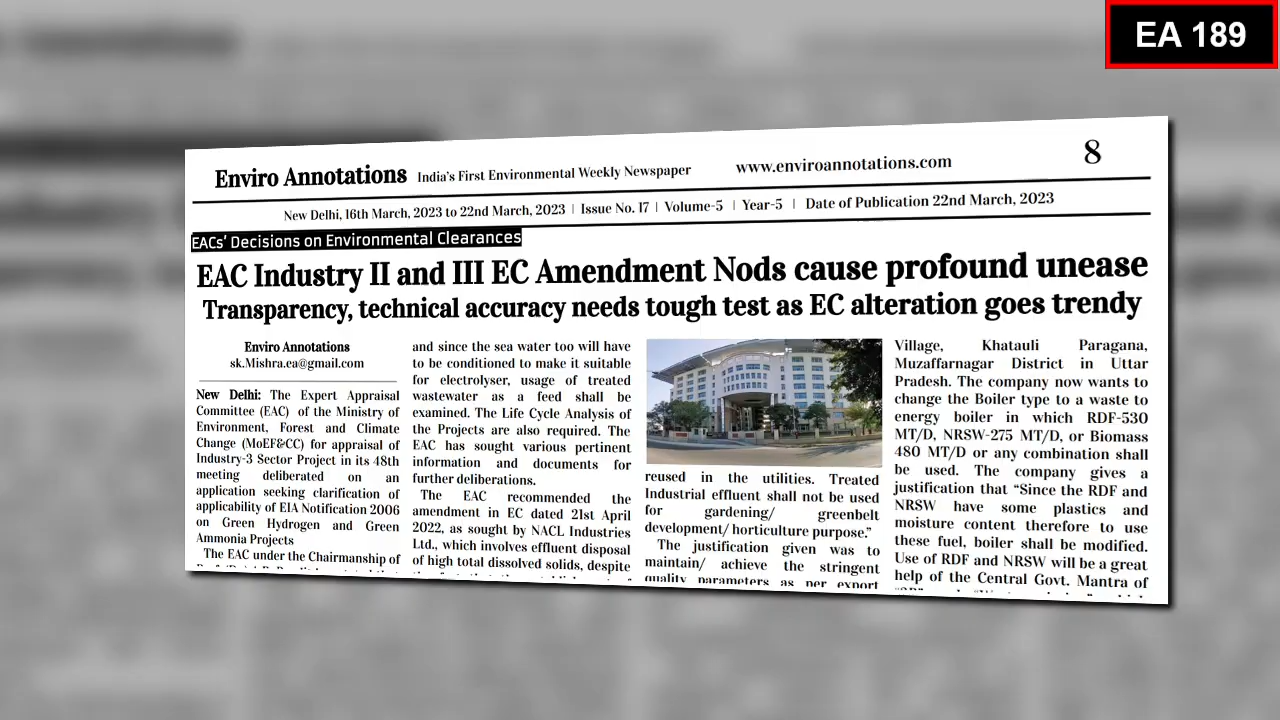 EA 189
Enviro Annotations India's First Environmental Weekly Newspaper www.enviroannotations.com 8
New Delhi, 16th March, 2023 to 22nd March, 2023 | Issue No. 17 | Volume-5 | Year-5 | Date of Publication 22nd March, 2023
EACs' Decisions on Environmental Clearances
EAC Industry II and III EC Amendment Nods cause profound unease
Transparency, technical accuracy needs tough test as EC alteration goes trendy
Enviro Annotations
sk.Mishra.ea@gmail.com
New Delhi: The Expert Appraisal
Committee (EAC) of the Ministry of
Environment, Forest and Climate
Change (MoEF&CC) for appraisal of
Industry-3 Sector Project in its 48th
meeting deliberated on an
application seeking clarification of
applicability of EIA Notification 2006
on Green Hydrogen and Green
Ammonia Projects
The EAC under the Chairmanship of
and since the sea water too will have
to be conditioned to make it suitable
for electrolyser, usage of treated
wastewater as a feed shall be
examined. The Life Cycle Analysis of
the Projects are also required. The
EAC has sought various pertinent
information and documents for
further deliberations.
The EAC recommended the
amendment in EC dated 21st April
2022, as sought by NACL Industries
Ltd., which involves effluent disposal
of high total dissolved solids, despite
reused in the utilities. Treated
Industrial effluent shall not be used
for gardening/ greenbelt
development/ horticulture purpose."
The justification given was to
maintain/ achieve the stringent
quality parameters as per export
Village, Khatauli Paragana,
Muzaffarnagar District in Uttar
Pradesh. The company now wants to
change the Boiler type to a waste to
energy boiler in which RDF-530
MT/D, NRSW-275 MT/D, or Biomass
480 MT/D or any combination shall
be used. The company gives a
justification that "Since the RDF and
NRSW have some plastics and
moisture content therefore to use
these fuel, boiler shall be modified.
Use of RDF and NRSW will be a great
help of the Central Govt. Mantra of